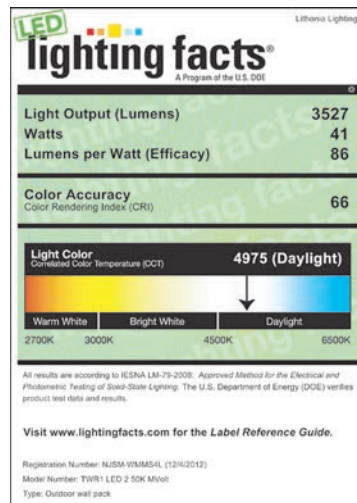 LED
Lithonia Lighting
lighting facts®
A Program of the U.S. DOE
Light Output (Lumens) 3527
Watts 41
Lumens per Watt (Efficacy) 86
Color Accuracy
Color Rendering Index (CRI) 66
Light Color
Correlated Color Temperature (CCT) 4975 (Daylight)
Warm White Bright White Daylight
2700K 3000K 4500K 6500K
All results are according to IESNA LM-79-2008: Approved Method for the Electrical and
Photometric Testing of Solid-State Lighting. The U.S. Department of Energy (DOE) verifies
product test data and results.
Visit www.lightingfacts.com for the Label Reference Guide.
Registration Number: NJSM-WMMS4L (12/4/2012)
Model Number: TWR1 LED 2 50K MVolt
Type: Outdoor wall pack